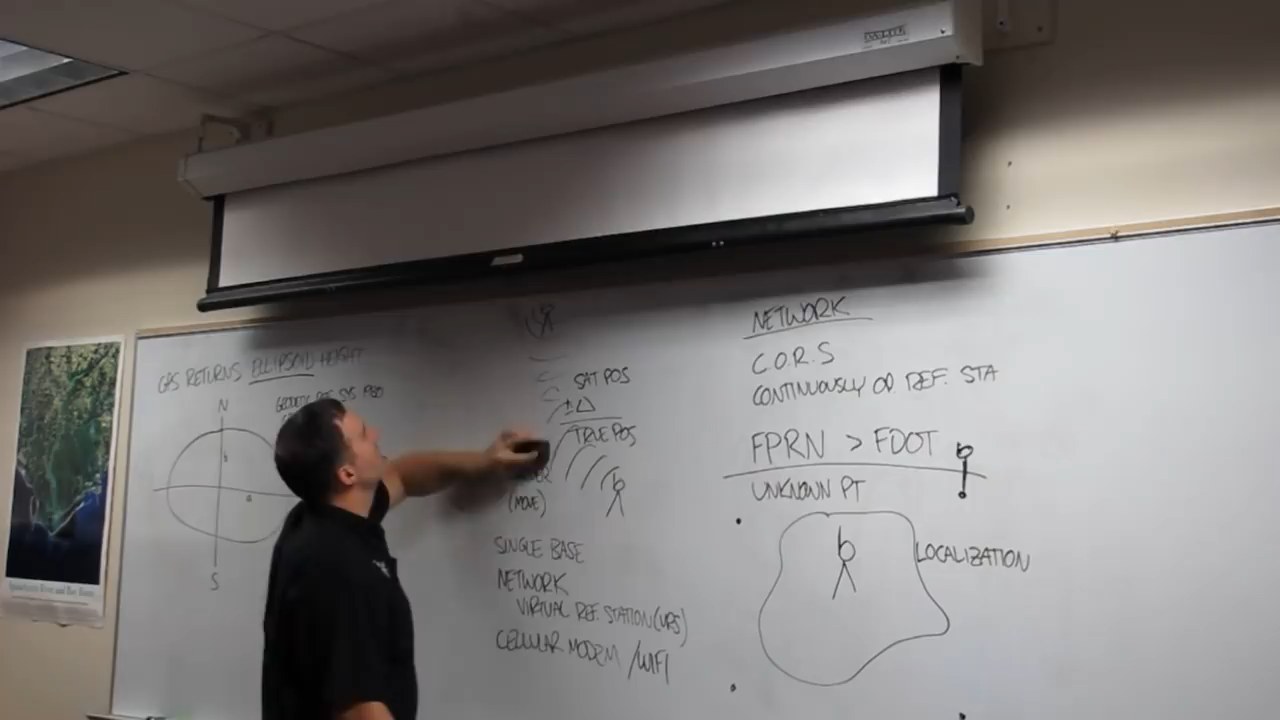 GPS RETURNS ELLIPSOID HEIGHT
GEODETIC REF. SYS 1980
N
b
a
S
SAT POS
± Δ
TRUE POS
(MOVE)
SINGLE BASE
NETWORK
VIRTUAL REF. STATION (VRS)
CELLULAR MODEM / WIFI
NETWORK
C.O.R.S
CONTINUOUSLY OP. REF. STA
FPRN > FDOT
UNKNOWN PT
LOCALIZATION